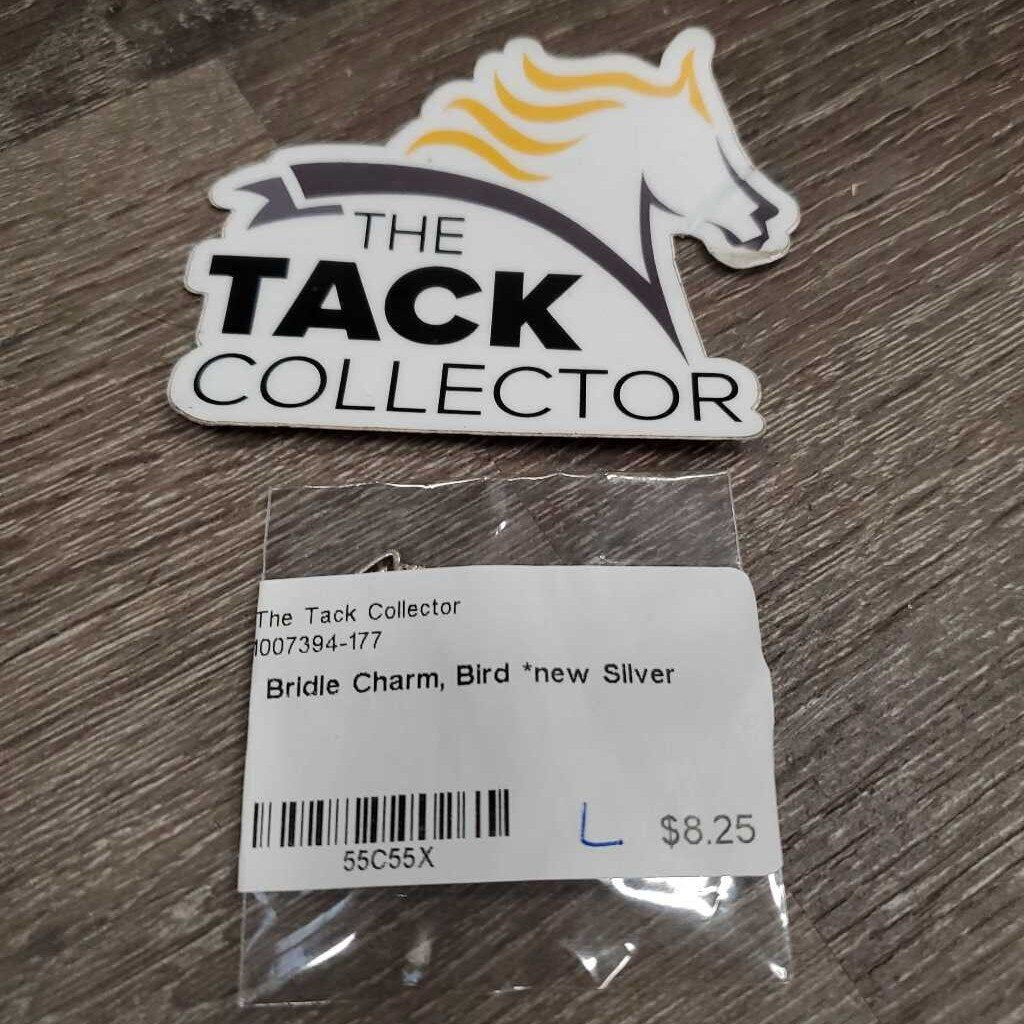 THE
TACK
COLLECTOR
The Tack Collector
1007394-177
Bridle Charm, Bird *new Silver
55C55X
L $8.25